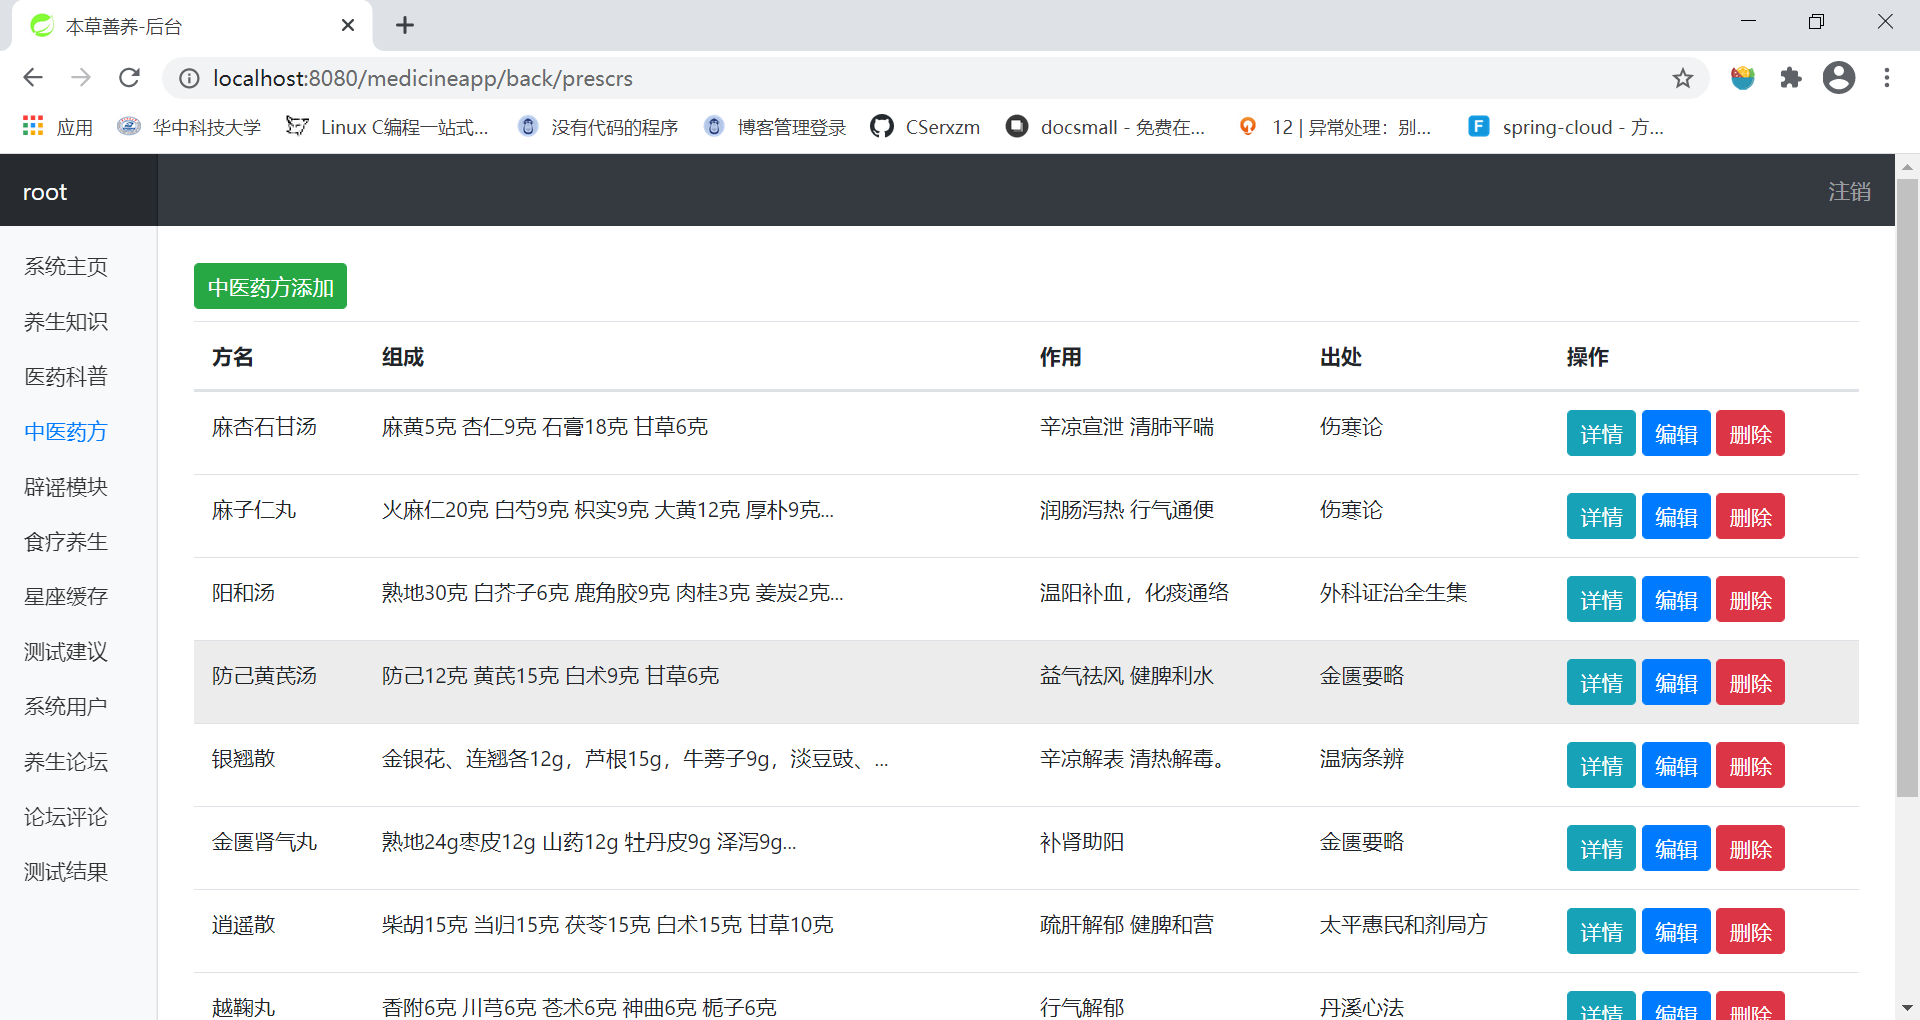 本草善养-后台
localhost:8080/medicineapp/back/prescrs
应用 华中科技大学 Linux C编程一站式... 没有代码的程序 博客管理登录 CSerxzm docsmall - 免费在... 12 | 异常处理：别... spring-cloud - 方...
root 注销
系统主页
养生知识
医药科普
中医药方
辟谣模块
食疗养生
星座缓存
测试建议
系统用户
养生论坛
论坛评论
测试结果
中医药方添加
方名 组成 作用 出处 操作
麻杏石甘汤 麻黄5克 杏仁9克 石膏18克 甘草6克 辛凉宣泄 清肺平喘 伤寒论 详情 编辑 删除
麻子仁丸 火麻仁20克 白芍9克 枳实9克 大黄12克 厚朴9克... 润肠泻热 行气通便 伤寒论 详情 编辑 删除
阳和汤 熟地30克 白芥子6克 鹿角胶9克 肉桂3克 姜炭2克... 温阳补血，化痰通络 外科证治全生集 详情 编辑 删除
防己黄芪汤 防己12克 黄芪15克 白术9克 甘草6克 益气祛风 健脾利水 金匮要略 详情 编辑 删除
银翘散 金银花、连翘各12g，芦根15g，牛蒡子9g，淡豆豉、... 辛凉解表 清热解毒。 温病条辨 详情 编辑 删除
金匮肾气丸 熟地24g枣皮12g 山药12g 牡丹皮9g 泽泻9g... 补肾助阳 金匮要略 详情 编辑 删除
逍遥散 柴胡15克 当归15克 茯苓15克 白术15克 甘草10克 疏肝解郁 健脾和营 太平惠民和剂局方 详情 编辑 删除
越鞠丸 香附6克 川芎6克 苍术6克 神曲6克 栀子6克 行气解郁 丹溪心法 详情 编辑 删除